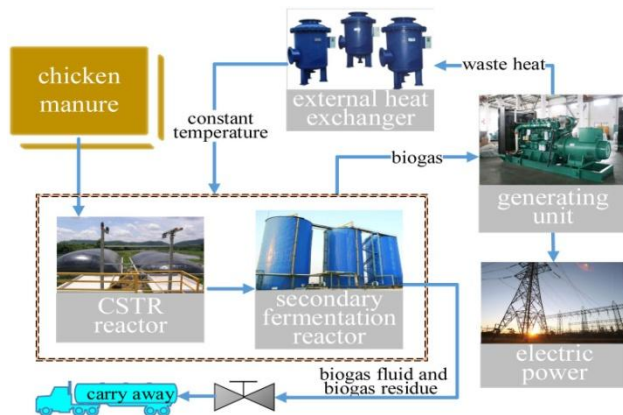 chicken
manure
external heat
exchanger
waste heat
constant
temperature
biogas
generating
unit
CSTR
reactor
secondary
fermentation
reactor
electric
power
biogas fluid and
biogas residue
carry away